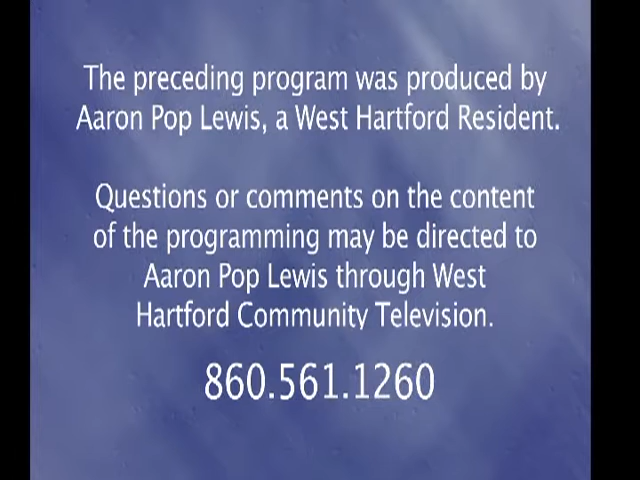 The preceding program was produced by
Aaron Pop Lewis, a West Hartford Resident.
Questions or comments on the content
of the programming may be directed to
Aaron Pop Lewis through West
Hartford Community Television.
860.561.1260